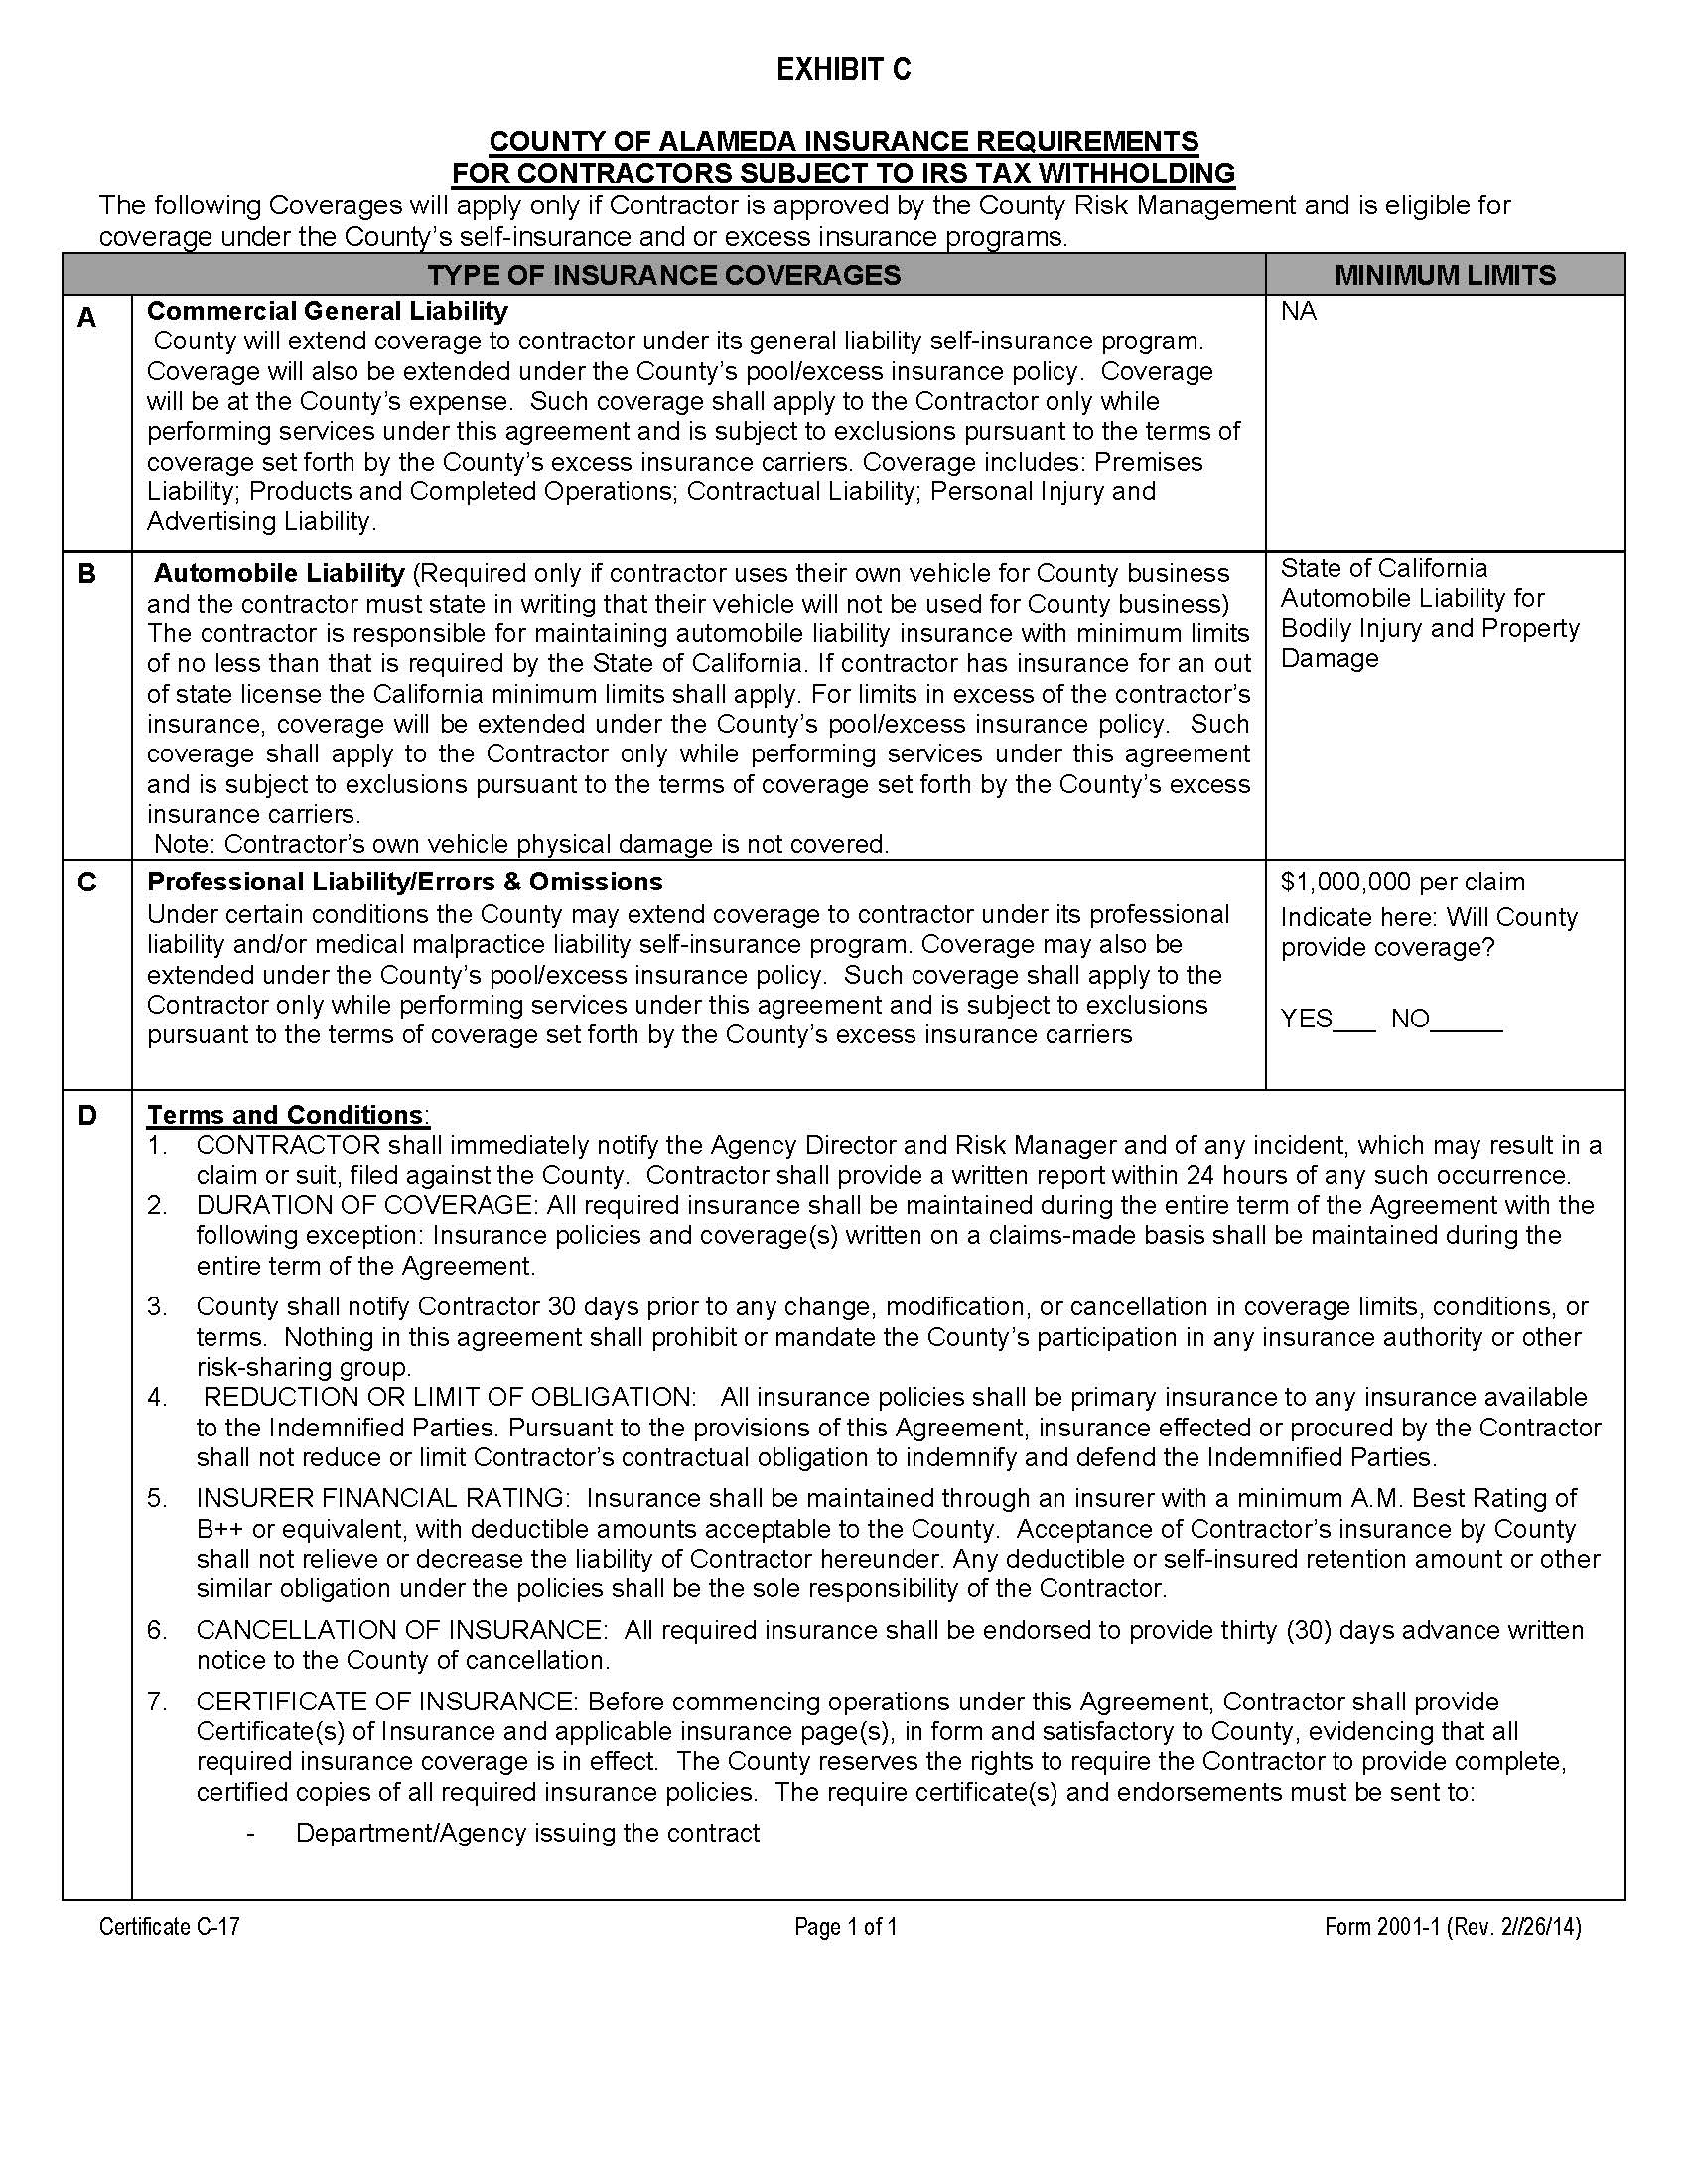 EXHIBIT C
COUNTY OF ALAMEDA INSURANCE REQUIREMENTS
FOR CONTRACTORS SUBJECT TO IRS TAX WITHHOLDING
The following Coverages will apply only if Contractor is approved by the County Risk Management and is eligible for
coverage under the County’s self-insurance and or excess insurance programs.
TYPE OF INSURANCE COVERAGES
MINIMUM LIMITS
A
Commercial General Liability
County will extend coverage to contractor under its general liability self-insurance program.
Coverage will also be extended under the County’s pool/excess insurance policy. Coverage
will be at the County’s expense. Such coverage shall apply to the Contractor only while
performing services under this agreement and is subject to exclusions pursuant to the terms of
coverage set forth by the County’s excess insurance carriers. Coverage includes: Premises
Liability; Products and Completed Operations; Contractual Liability; Personal Injury and
Advertising Liability.
NA
B
Automobile Liability (Required only if contractor uses their own vehicle for County business
and the contractor must state in writing that their vehicle will not be used for County business)
The contractor is responsible for maintaining automobile liability insurance with minimum limits
of no less than that is required by the State of California. If contractor has insurance for an out
of state license the California minimum limits shall apply. For limits in excess of the contractor’s
insurance, coverage will be extended under the County’s pool/excess insurance policy. Such
coverage shall apply to the Contractor only while performing services under this agreement
and is subject to exclusions pursuant to the terms of coverage set forth by the County’s excess
insurance carriers.
Note: Contractor’s own vehicle physical damage is not covered.
State of California
Automobile Liability for
Bodily Injury and Property
Damage
C
Professional Liability/Errors & Omissions
Under certain conditions the County may extend coverage to contractor under its professional
liability and/or medical malpractice liability self-insurance program. Coverage may also be
extended under the County’s pool/excess insurance policy. Such coverage shall apply to the
Contractor only while performing services under this agreement and is subject to exclusions
pursuant to the terms of coverage set forth by the County’s excess insurance carriers
$1,000,000 per claim
Indicate here: Will County
provide coverage?
YES___ NO_____
D
Terms and Conditions:
1. CONTRACTOR shall immediately notify the Agency Director and Risk Manager and of any incident, which may result in a
claim or suit, filed against the County. Contractor shall provide a written report within 24 hours of any such occurrence.
2. DURATION OF COVERAGE: All required insurance shall be maintained during the entire term of the Agreement with the
following exception: Insurance policies and coverage(s) written on a claims-made basis shall be maintained during the
entire term of the Agreement.
3. County shall notify Contractor 30 days prior to any change, modification, or cancellation in coverage limits, conditions, or
terms. Nothing in this agreement shall prohibit or mandate the County’s participation in any insurance authority or other
risk-sharing group.
4. REDUCTION OR LIMIT OF OBLIGATION: All insurance policies shall be primary insurance to any insurance available
to the Indemnified Parties. Pursuant to the provisions of this Agreement, insurance effected or procured by the Contractor
shall not reduce or limit Contractor’s contractual obligation to indemnify and defend the Indemnified Parties.
5. INSURER FINANCIAL RATING: Insurance shall be maintained through an insurer with a minimum A.M. Best Rating of
B++ or equivalent, with deductible amounts acceptable to the County. Acceptance of Contractor’s insurance by County
shall not relieve or decrease the liability of Contractor hereunder. Any deductible or self-insured retention amount or other
similar obligation under the policies shall be the sole responsibility of the Contractor.
6. CANCELLATION OF INSURANCE: All required insurance shall be endorsed to provide thirty (30) days advance written
notice to the County of cancellation.
7. CERTIFICATE OF INSURANCE: Before commencing operations under this Agreement, Contractor shall provide
Certificate(s) of Insurance and applicable insurance page(s), in form and satisfactory to County, evidencing that all
required insurance coverage is in effect. The County reserves the rights to require the Contractor to provide complete,
certified copies of all required insurance policies. The require certificate(s) and endorsements must be sent to:
- Department/Agency issuing the contract
Certificate C-17
Page 1 of 1
Form 2001-1 (Rev. 2//26/14)